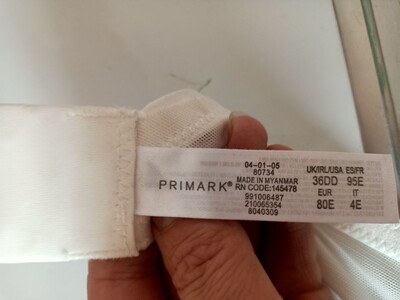 PRIMARK®
04-01-05
80734
MADE IN MYANMAR
RN CODE:145478
991006487
210065354
8040309
UK/IRL/USA ES/FR
36DD 95E
EUR IT
80E 4E